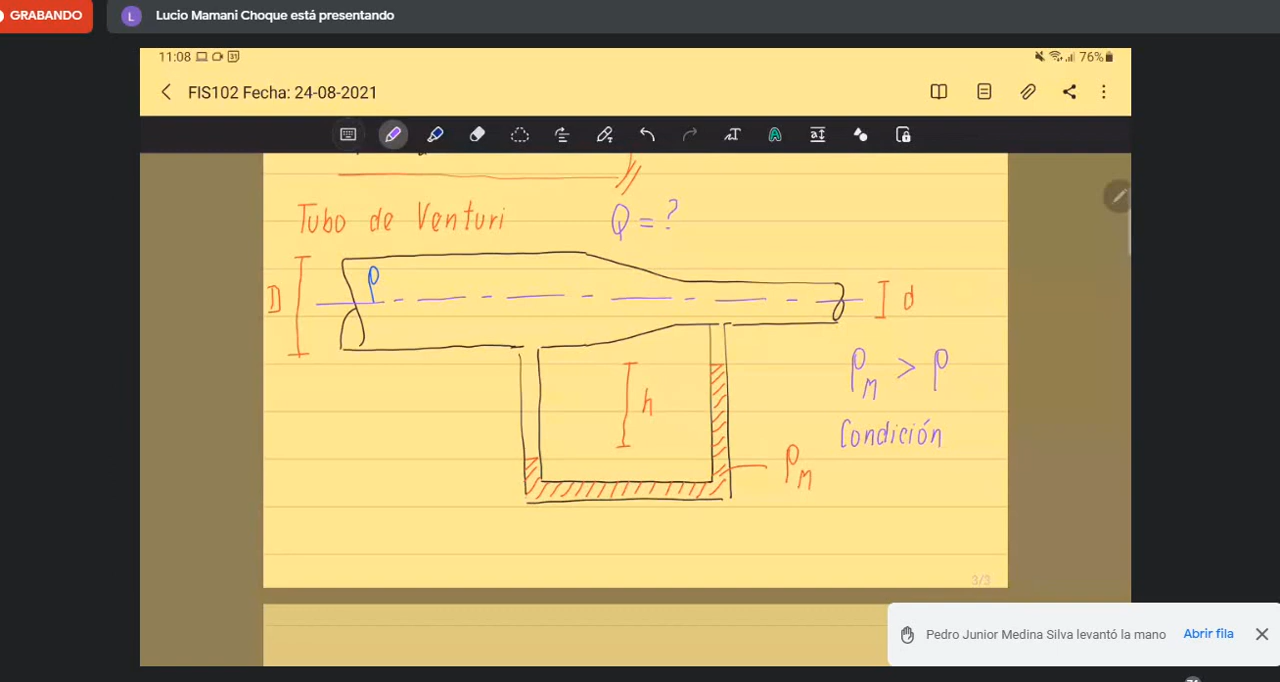 GRABANDO
L Lucio Mamani Choque está presentando
11:08 31 76%
FIS102 Fecha: 24-08-2021
Tubo de Venturi Q = ?
D ρ d
ρM > ρ
h
Condición
ρM
3/3
Pedro Junior Medina Silva levantó la mano Abrir fila